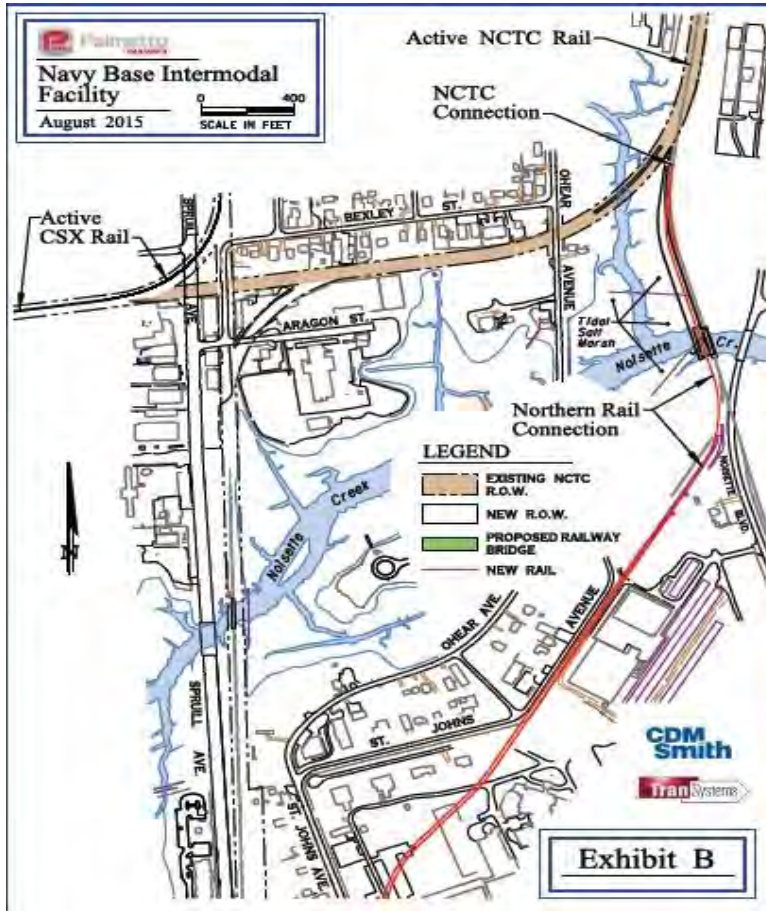 Palmetto
Navy Base Intermodal
Facility
August 2015
0 400
SCALE IN FEET
Active NCTC Rail
NCTC
Connection
Active
CSX Rail
SPRUILL
AVE
BEXLEY ST.
OHEAR
AVENUE
ARAGON ST.
Tidal
Salt
Marsh
Noisette Cr.
Northern Rail
Connection
NOISETTE BLVD.
LEGEND
EXISTING NCTC
R.O.W.
NEW R.O.W.
PROPOSED RAILWAY
BRIDGE
NEW RAIL
N
Noisette Creek
OHEAR AVE.
ST. JOHNS AVENUE
SPRUILL AVE.
ST. JOHNS AVE.
CDM
Smith
TranSystems
Exhibit B